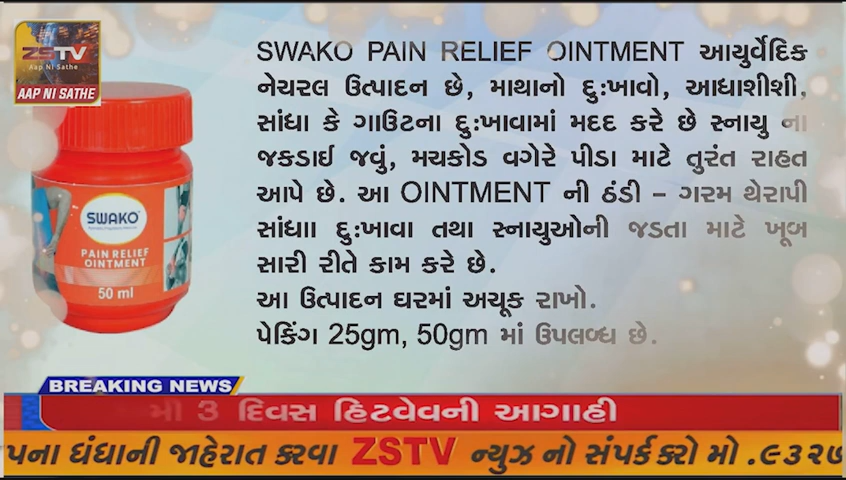 ZSTV
Aap Ni Sathe
AAP NI SATHE
SWAKO PAIN RELIEF OINTMENT આયુર્વેદિક
નેચરલ ઉત્પાદન છે, માથાનો દુઃખાવો, આધાશીશી,
સાંધા કે ગાઉટના દુઃખાવામાં મદદ કરે છે સ્નાયુ ના
જકડાઈ જવું, મચકોડ વગેરે પીડા માટે તુરંત રાહત
આપે છે. આ OINTMENT ની ઠંડી – ગરમ થેરાપી
સાંધાા દુઃખાવા તથા સ્નાયુઓની જડતા માટે ખૂબ
સારી રીતે કામ કરે છે.
આ ઉત્પાદન ઘરમાં અચૂક રાખો.
પેકિંગ 25gm, 50gm માં ઉપલબ્ધ છે.
SWAKO
PAIN RELIEF
OINTMENT
50 ml
BREAKING NEWS
માં 3 દિવસ હિટવેવની આગાહી
પના ધંધાની જાહેરાત કરવા ZSTV ન્યુઝ નો સંપર્ક કરો મો .૯૩૨૭